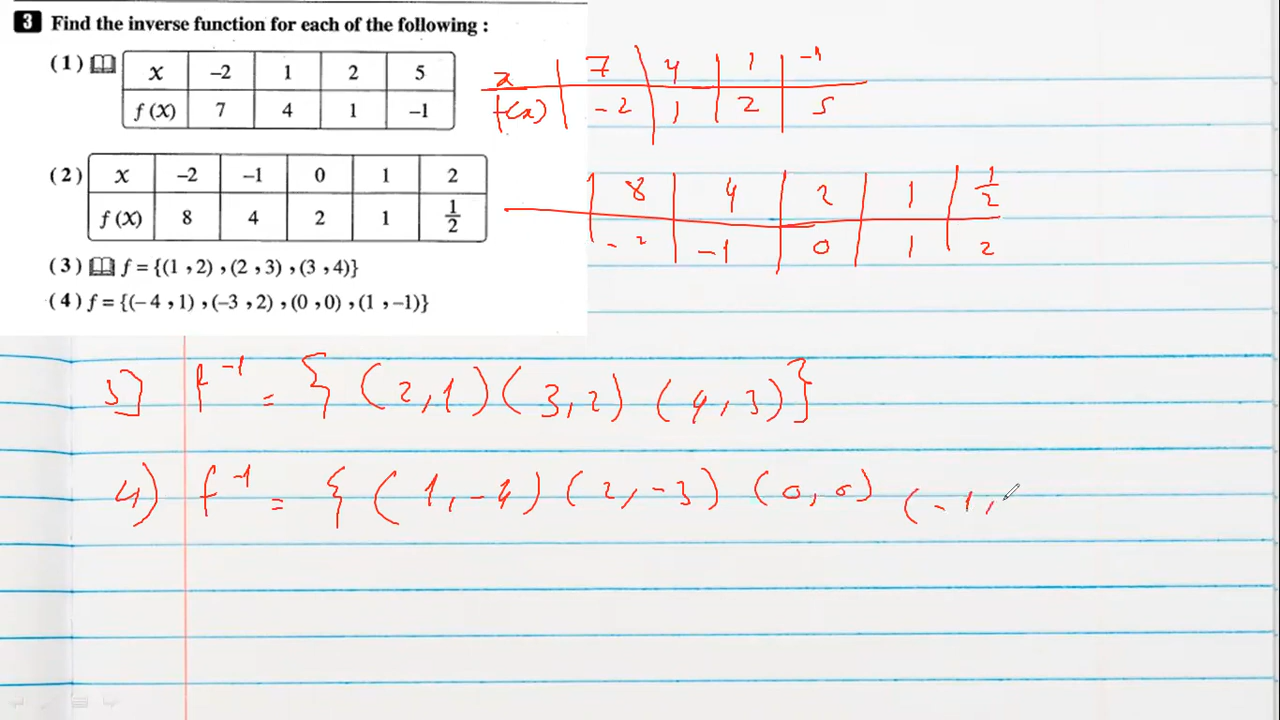 3 Find the inverse function for each of the following :
(1) x -2 1 2 5
f (X) 7 4 1 -1
x 7 4 1 -1
f(x) -2 1 2 5
(2) x -2 -1 0 1 2
f (X) 8 4 2 1 1/2
8 4 2 1 1/2
-2 -1 0 1 2
(3) f = {(1 , 2) , (2 , 3) , (3 , 4)}
(4) f = {(- 4 , 1) , (-3 , 2) , (0 , 0) , (1 , -1)}
3] f⁻¹ = { (2,1) (3,2) (4,3) }
4) f⁻¹ = { (1,-4) (2,-3) (0,0) (-1,